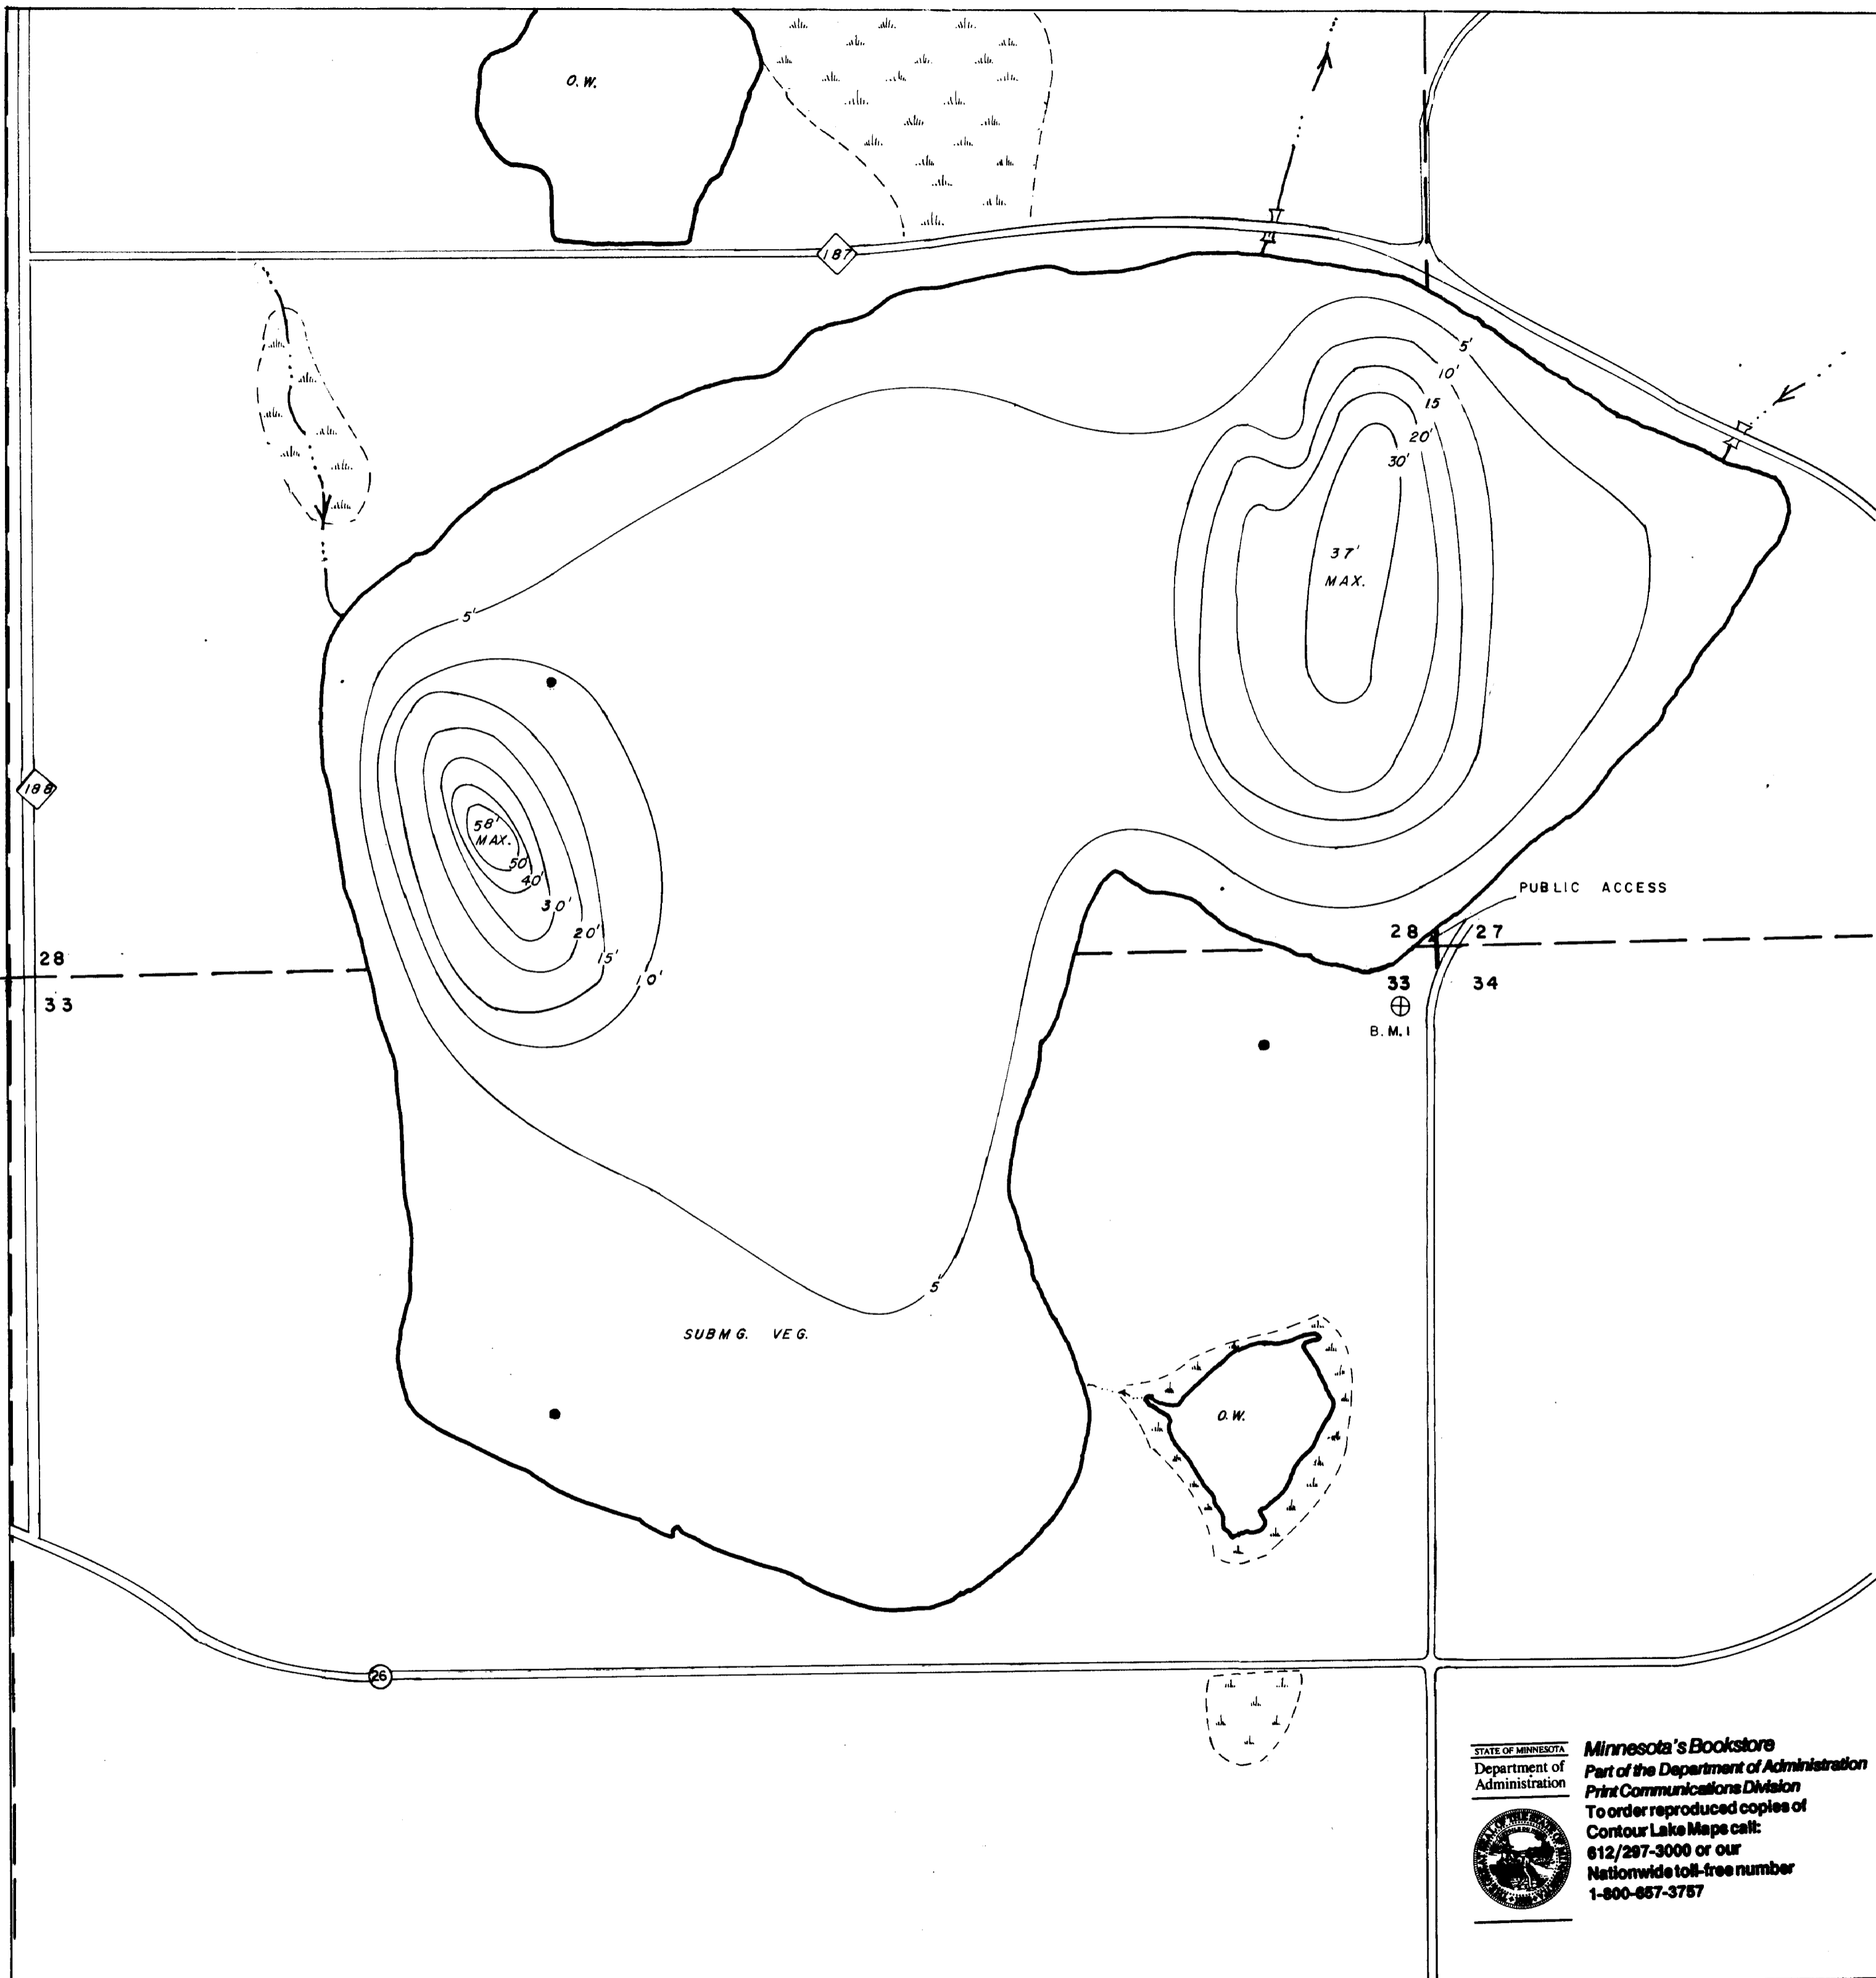 O.W.
187
5'
10'
15
20'
30'
37'
MAX.
5'
188
58'
MAX.
50'
40'
30'
20'
15'
10'
PUBLIC ACCESS
28 27
28
33
33 34
B.M.1
5'
SUBMG. VEG.
O.W.
26
STATE OF MINNESOTA
Department of
Administration
Minnesota's Bookstore
Part of the Department of Administration
Print Communications Division
To order reproduced copies of
Contour Lake Maps call:
612/297-3000 or our
Nationwide toll-free number
1-800-657-3757